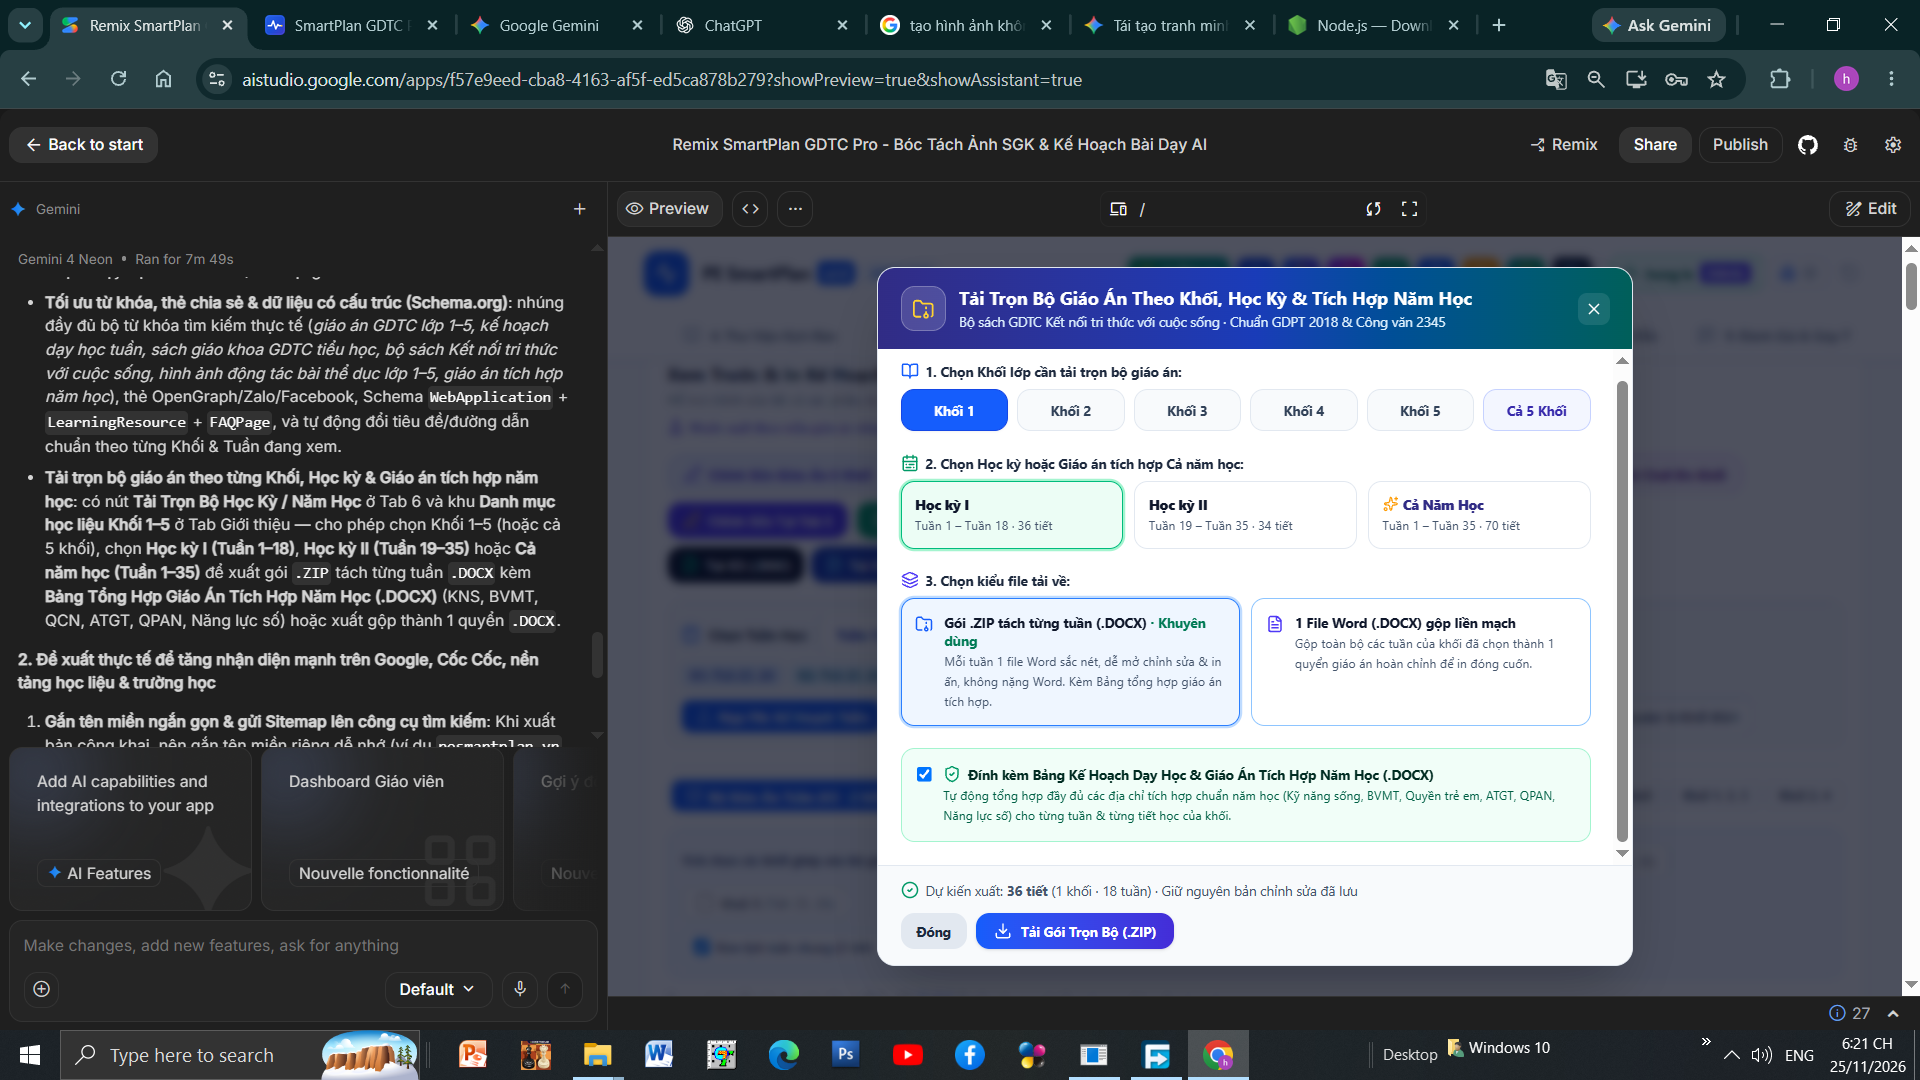 Remix SmartPlan
SmartPlan GDTC P
Google Gemini
ChatGPT
tạo hình ảnh khô
Tái tạo tranh min
Node.js — Down
Ask Gemini
aistudio.google.com/apps/f57e9eed-cba8-4163-af5f-ed5ca878b279?showPreview=true&showAssistant=true
h
Back to start
Remix SmartPlan GDTC Pro - Bóc Tách Ảnh SGK & Kế Hoạch Bài Dạy AI
Remix
Share
Publish
Gemini
Preview
/
Edit
Gemini 4 Neon • Ran for 7m 49s
• Tối ưu từ khóa, thẻ chia sẻ & dữ liệu có cấu trúc (Schema.org): nhúng
đầy đủ bộ từ khóa tìm kiếm thực tế (giáo án GDTC lớp 1–5, kế hoạch
dạy học tuần, sách giáo khoa GDTC tiểu học, bộ sách Kết nối tri thức
với cuộc sống, hình ảnh động tác bài thể dục lớp 1–5, giáo án tích hợp
năm học), thẻ OpenGraph/Zalo/Facebook, Schema WebApplication +
LearningResource + FAQPage, và tự động đổi tiêu đề/đường dẫn
chuẩn theo từng Khối & Tuần đang xem.
• Tải trọn bộ giáo án theo từng Khối, Học kỳ & Giáo án tích hợp năm
học: có nút Tải Trọn Bộ Học Kỳ / Năm Học ở Tab 6 và khu Danh mục
học liệu Khối 1–5 ở Tab Giới thiệu — cho phép chọn Khối 1–5 (hoặc cả
5 khối), chọn Học kỳ I (Tuần 1–18), Học kỳ II (Tuần 19–35) hoặc Cả
năm học (Tuần 1–35) để xuất gói .ZIP tách từng tuần .DOCX kèm
Bảng Tổng Hợp Giáo Án Tích Hợp Năm Học (.DOCX) (KNS, BVMT,
QCN, ATGT, QPAN, Năng lực số) hoặc xuất gộp thành 1 quyển .DOCX.
2. Đề xuất thực tế để tăng nhận diện mạnh trên Google, Cốc Cốc, nền
tảng học liệu & trường học
1. Gắn tên miền ngắn gọn & gửi Sitemap lên công cụ tìm kiếm: Khi xuất
bản công khai, nên gắn tên miền riêng dễ nhớ (ví dụ pesmartplan.vn
Add AI capabilities and
integrations to your app
AI Features
Dashboard Giáo viên
Nouvelle fonctionnalité
Gợi ý
Nouve
Make changes, add new features, ask for anything
Default
Tải Trọn Bộ Giáo Án Theo Khối, Học Kỳ & Tích Hợp Năm Học
Bộ sách GDTC Kết nối tri thức với cuộc sống · Chuẩn GDPT 2018 & Công văn 2345
1. Chọn Khối lớp cần tải trọn bộ giáo án:
Khối 1
Khối 2
Khối 3
Khối 4
Khối 5
Cả 5 Khối
2. Chọn Học kỳ hoặc Giáo án tích hợp Cả năm học:
Học kỳ I
Tuần 1 – Tuần 18 · 36 tiết
Học kỳ II
Tuần 19 – Tuần 35 · 34 tiết
Cả Năm Học
Tuần 1 – Tuần 35 · 70 tiết
3. Chọn kiểu file tải về:
Gói .ZIP tách từng tuần (.DOCX) · Khuyên
dùng
Mỗi tuần 1 file Word sắc nét, dễ mở chỉnh sửa & in
ấn, không nặng Word. Kèm Bảng tổng hợp giáo án
tích hợp.
1 File Word (.DOCX) gộp liền mạch
Gộp toàn bộ các tuần của khối đã chọn thành 1
quyển giáo án hoàn chỉnh để in đóng cuốn.
Đính kèm Bảng Kế Hoạch Dạy Học & Giáo Án Tích Hợp Năm Học (.DOCX)
Tự động tổng hợp đầy đủ các địa chỉ tích hợp chuẩn năm học (Kỹ năng sống, BVMT, Quyền trẻ em, ATGT, QPAN,
Năng lực số) cho từng tuần & từng tiết học của khối.
Dự kiến xuất: 36 tiết (1 khối · 18 tuần) · Giữ nguyên bản chỉnh sửa đã lưu
Đóng
Tải Gói Trọn Bộ (.ZIP)
27
Type here to search
Desktop
Windows 10
ENG
6:21 CH
25/11/2026